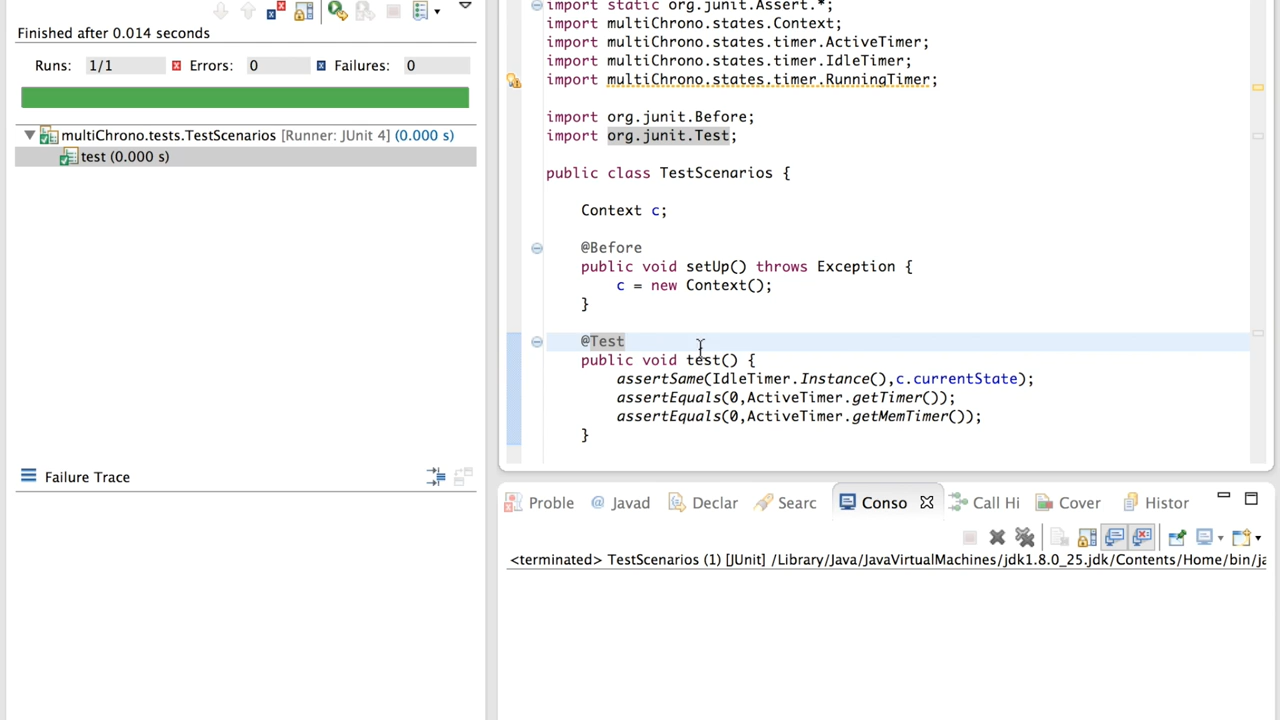 Finished after 0.014 seconds
Runs: 1/1 Errors: 0 Failures: 0
multiChrono.tests.TestScenarios [Runner: JUnit 4] (0.000 s)
test (0.000 s)
Failure Trace
import static org.junit.Assert.*;
import multiChrono.states.Context;
import multiChrono.states.timer.ActiveTimer;
import multiChrono.states.timer.IdleTimer;
import multiChrono.states.timer.RunningTimer;
import org.junit.Before;
import org.junit.Test;
public class TestScenarios {
Context c;
@Before
public void setUp() throws Exception {
c = new Context();
}
@Test
public void test() {
assertSame(IdleTimer.Instance(),c.currentState);
assertEquals(0,ActiveTimer.getTimer());
assertEquals(0,ActiveTimer.getMemTimer());
}
Proble @ Javad Declar Searc Conso Call Hi Cover Histor
<terminated> TestScenarios (1) [JUnit] /Library/Java/JavaVirtualMachines/jdk1.8.0_25.jdk/Contents/Home/bin/ja